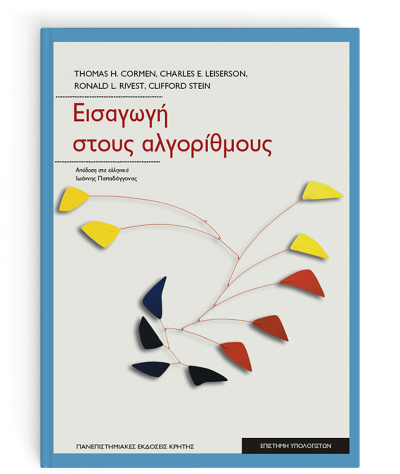 THOMAS H. CORMEN, CHARLES E. LEISERSON,
RONALD L. RIVEST, CLIFFORD STEIN
Εισαγωγή
στους αλγορίθμους
Απόδοση στα ελληνικά
Ιωάννης Παπαδόγγονας
ΠΑΝΕΠΙΣΤΗΜΙΑΚΕΣ ΕΚΔΟΣΕΙΣ ΚΡΗΤΗΣ
ΕΠΙΣΤΗΜΗ ΥΠΟΛΟΓΙΣΤΩΝ